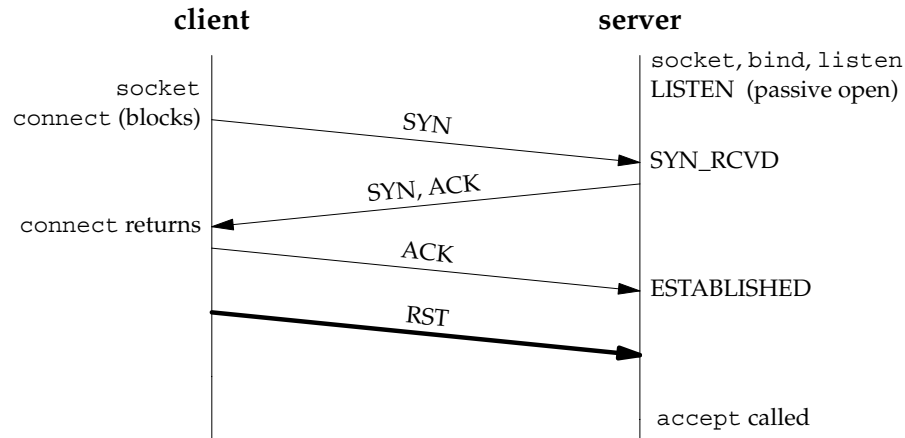 client
server
socket, bind, listen
LISTEN (passive open)
socket
connect (blocks)
SYN
SYN_RCVD
SYN, ACK
connect returns
ACK
ESTABLISHED
RST
accept called